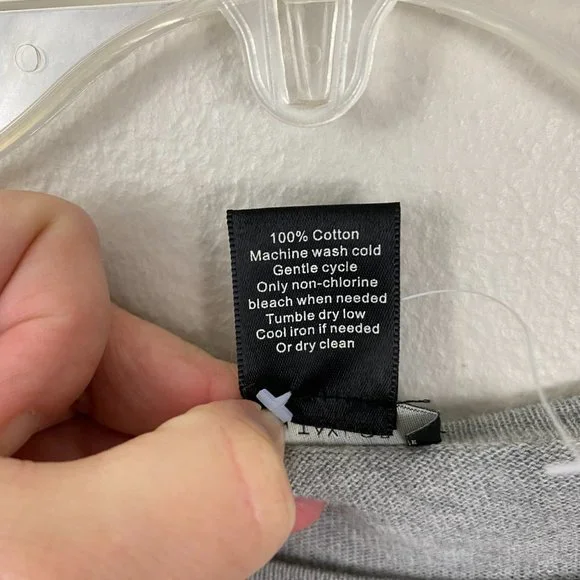 100% Cotton
Machine wash cold
Gentle cycle
Only non-chlorine
bleach when needed
Tumble dry low
Cool iron if needed
Or dry clean